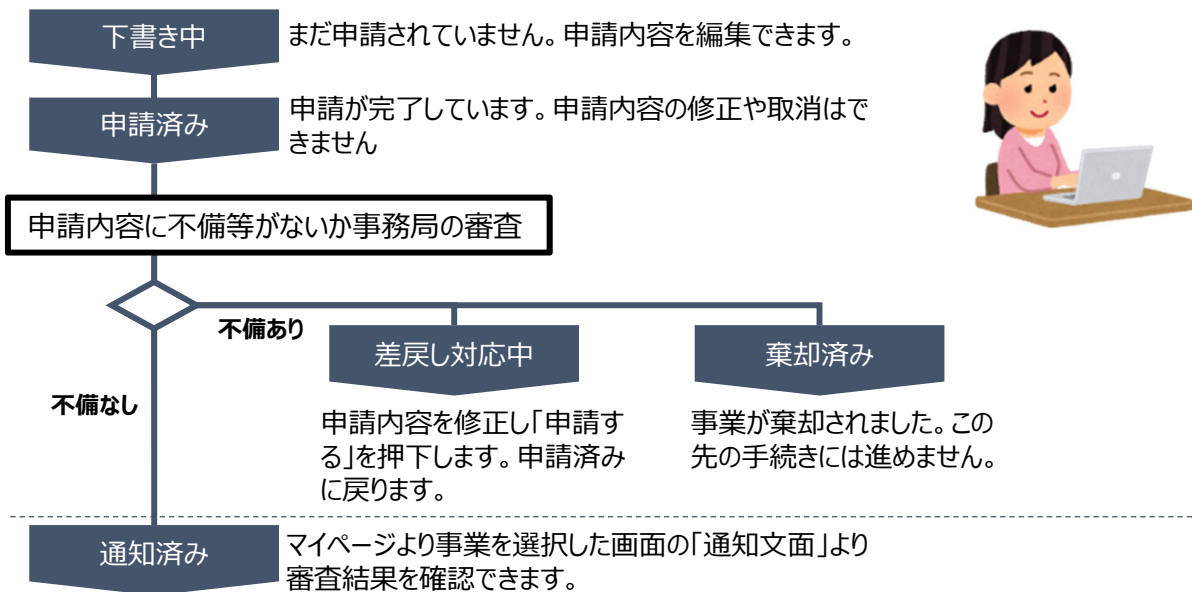 下書き中
まだ申請されていません。申請内容を編集できます。
申請済み
申請が完了しています。申請内容の修正や取消はで
きません
申請内容に不備等がないか事務局の審査
不備あり
不備なし
差戻し対応中
申請内容を修正し「申請す
る」を押下します。申請済み
に戻ります。
棄却済み
事業が棄却されました。この
先の手続きには進めません。
通知済み
マイページより事業を選択した画面の「通知文面」より
審査結果を確認できます。